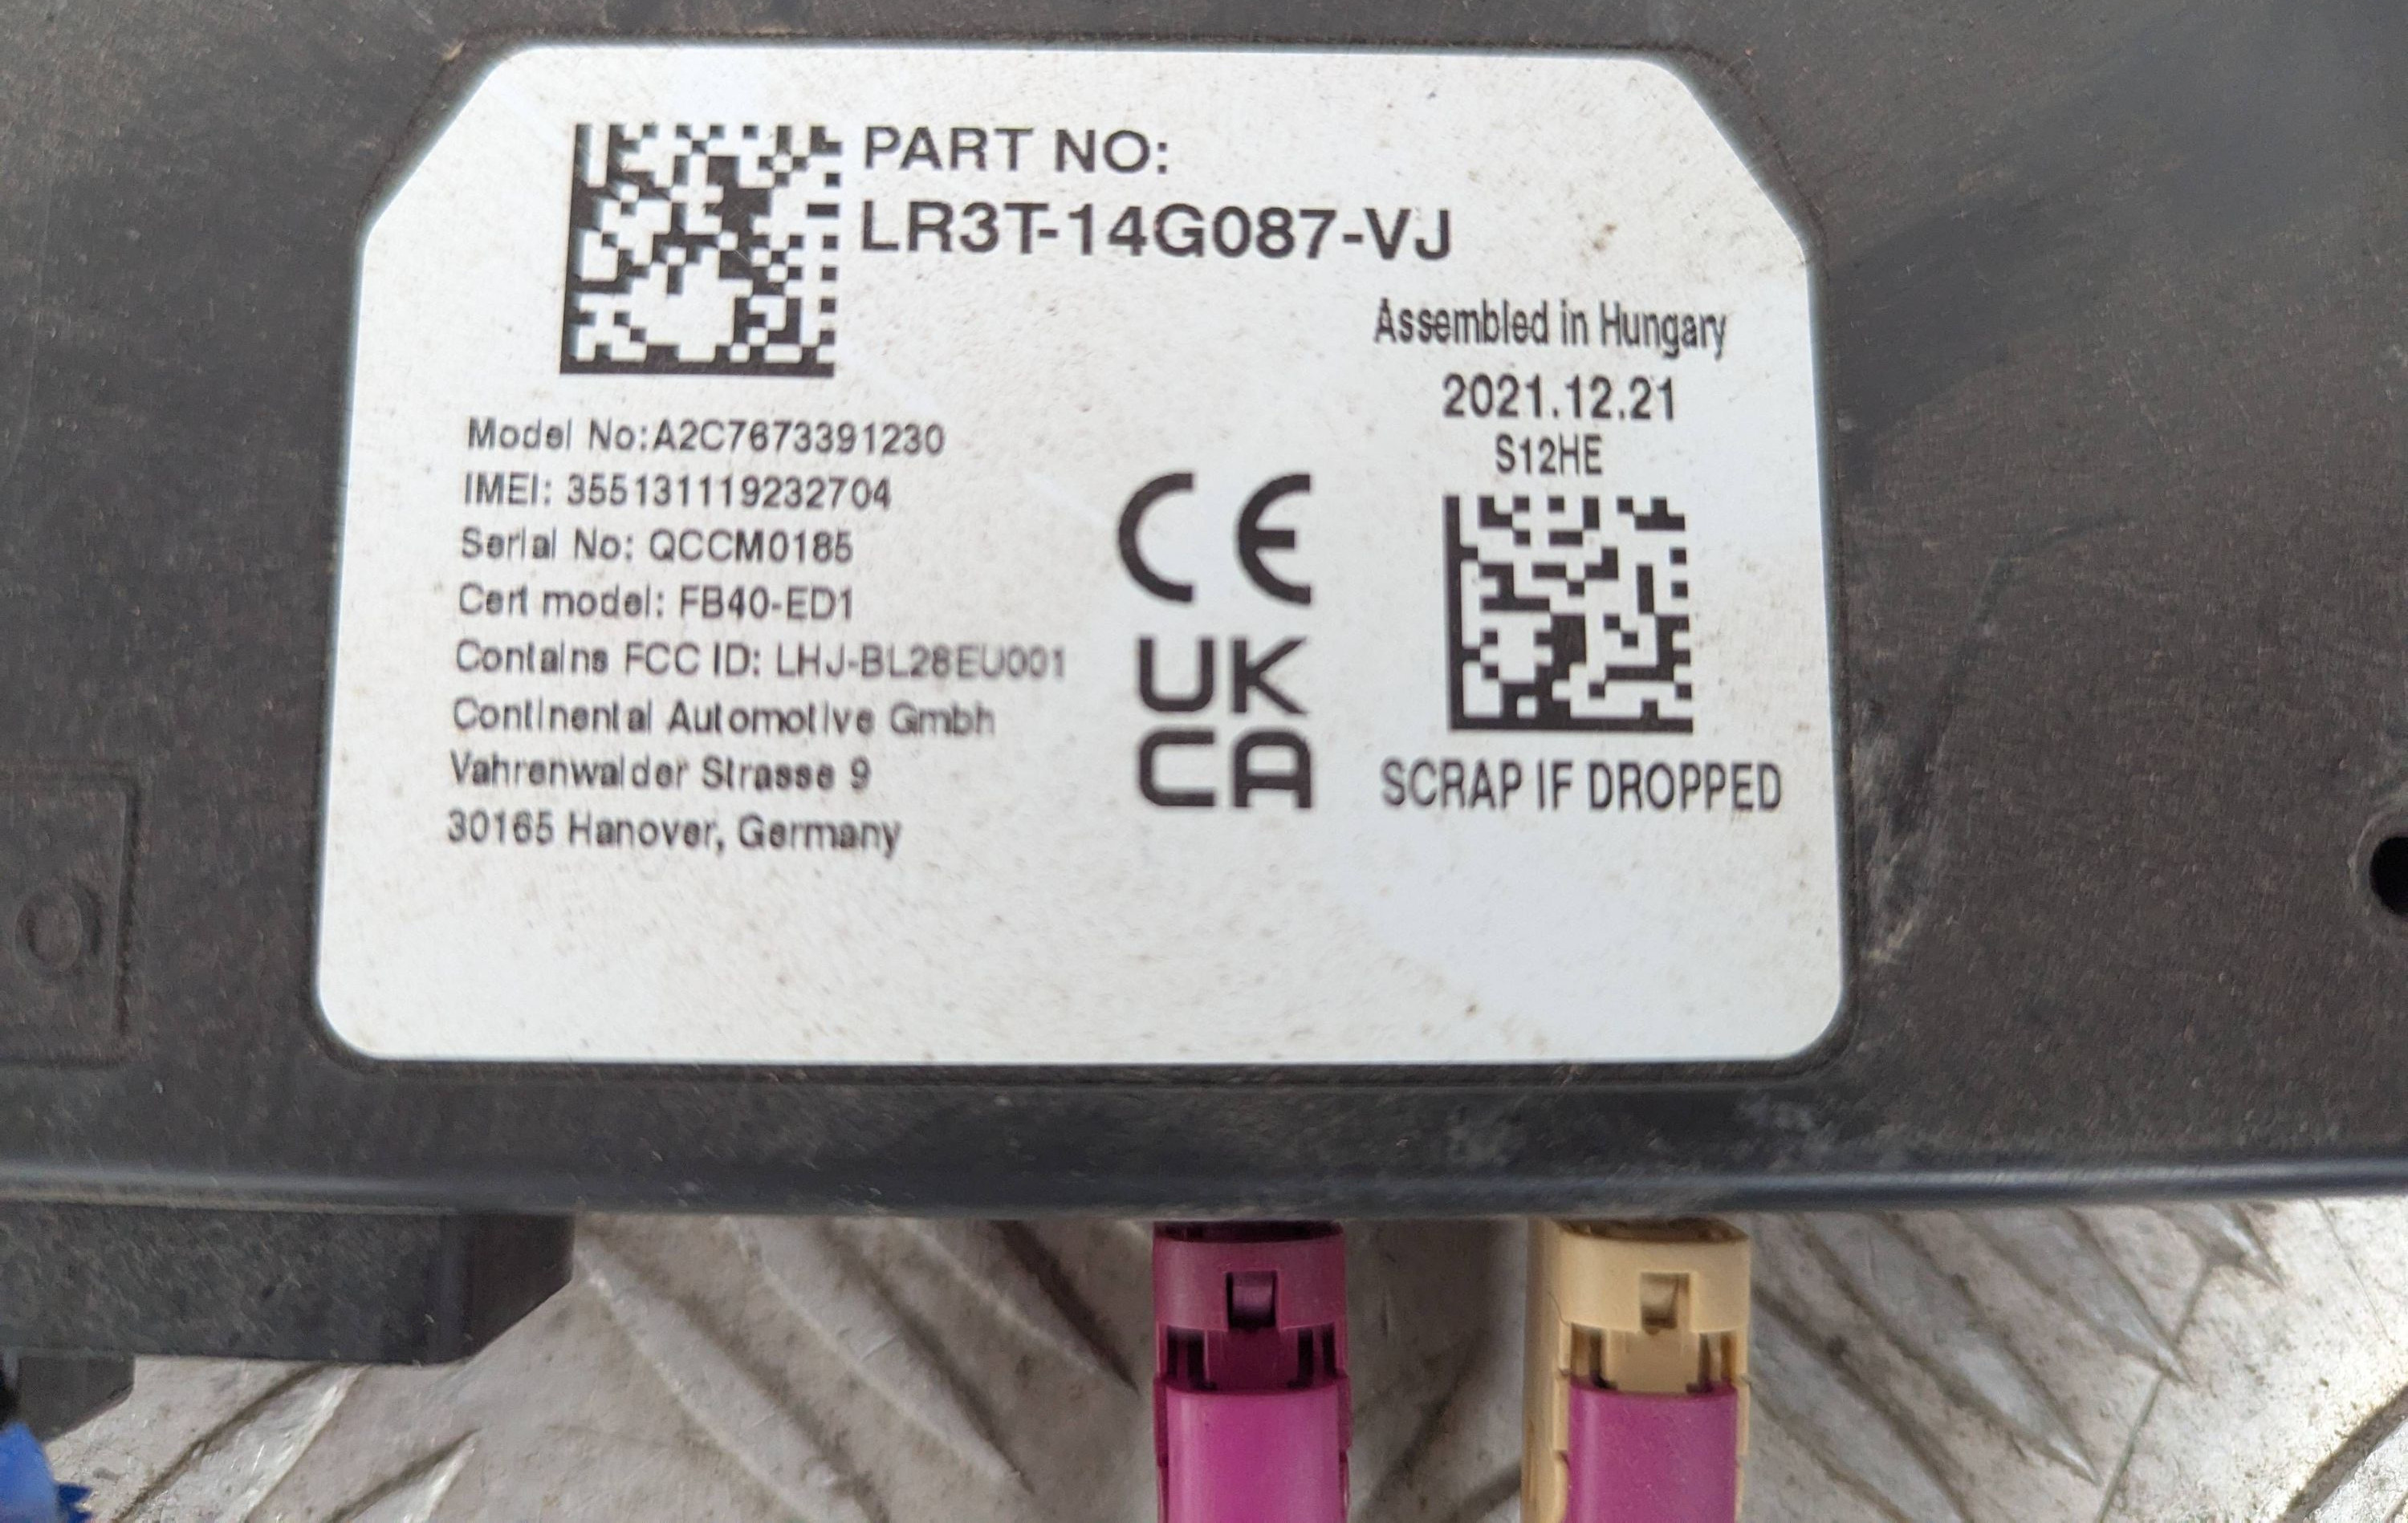 PART NO:
LR3T-14G087-VJ
Assembled in Hungary
2021.12.21
S12HE
Model No:A2C7673391230
IMEI: 355131119232704
Serial No: QCCM0185
Cert model: FB40-ED1
Contains FCC ID: LHJ-BL28EU001
Continental Automotive Gmbh
Vahrenwalder Strasse 9
30165 Hanover, Germany
CE
UK
CA
SCRAP IF DROPPED